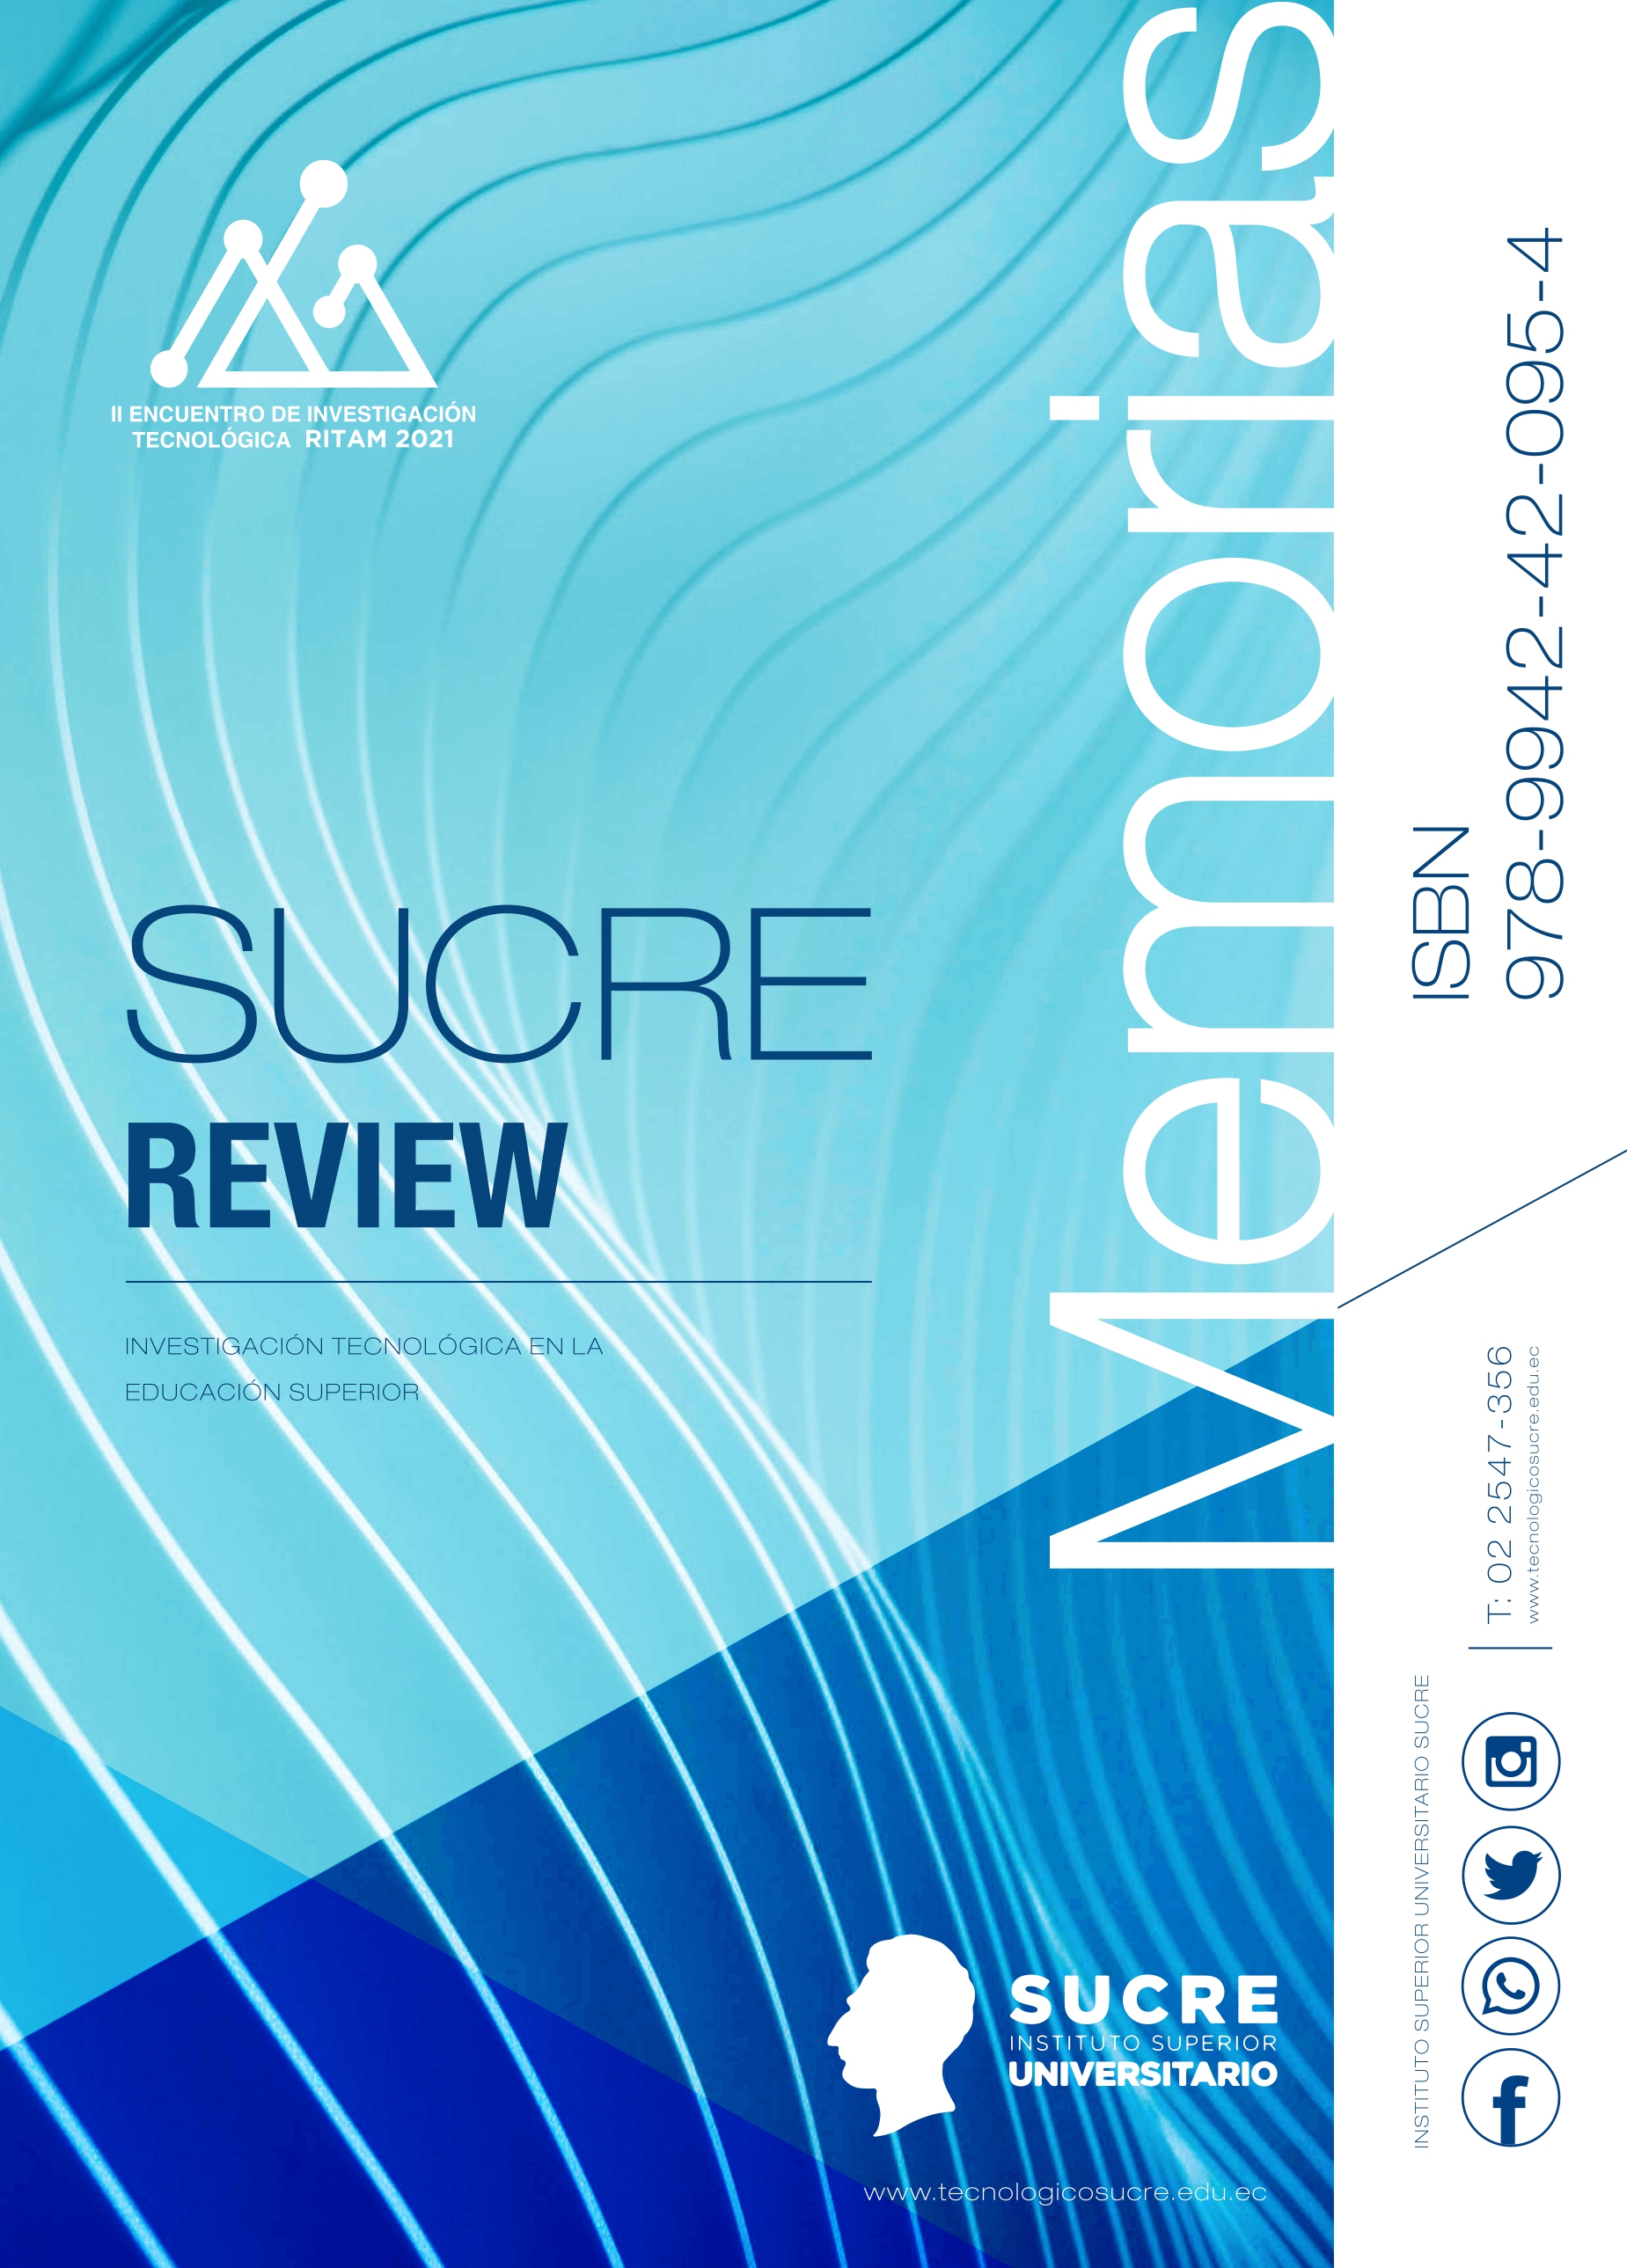 II ENCUENTRO DE INVESTIGACIÓN
TECNOLÓGICA RITAM 2021
Memorias
ISBN
978-9942-42-095-4
SUCRE
REVIEW
INVESTIGACIÓN TECNOLÓGICA EN LA
EDUCACIÓN SUPERIOR
T: 02 2547-356
www.tecnologicosucre.edu.ec
INSTITUTO SUPERIOR UNIVERSITARIO SUCRE
SUCRE
INSTITUTO SUPERIOR
UNIVERSITARIO
www.tecnologicosucre.edu.ec